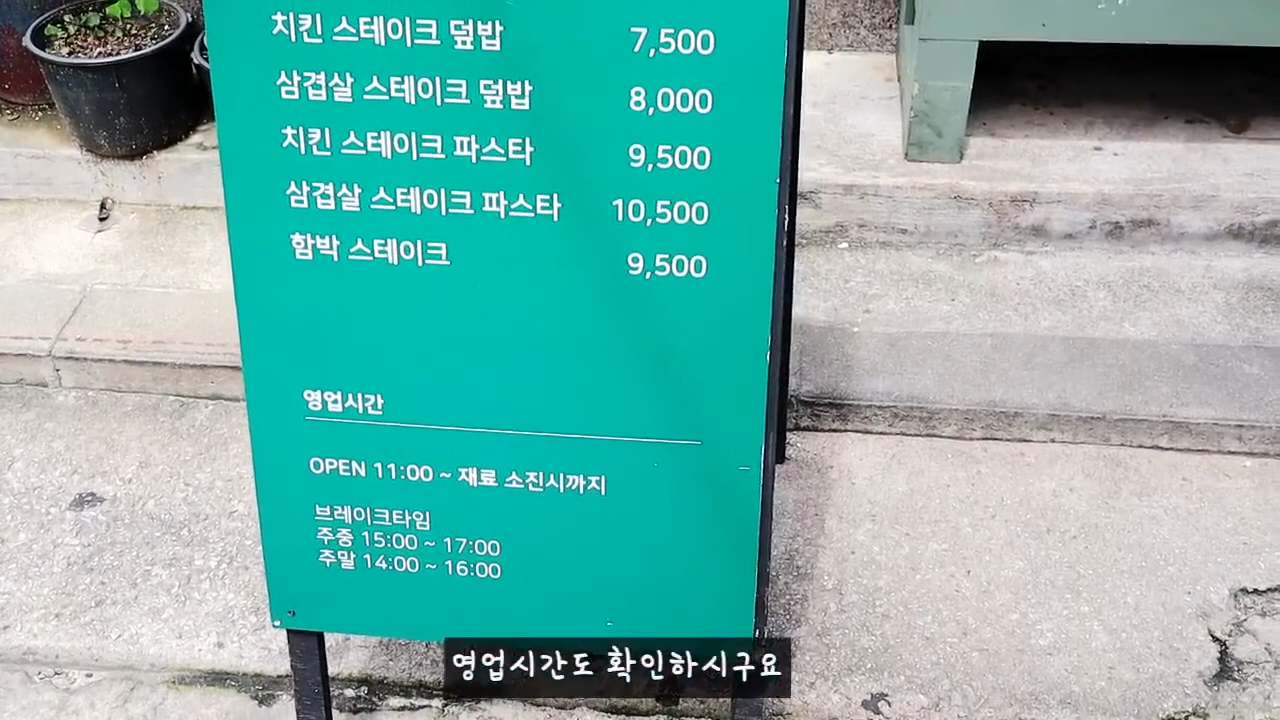 치킨 스테이크 덮밥 7,500
삼겹살 스테이크 덮밥 8,000
치킨 스테이크 파스타 9,500
삼겹살 스테이크 파스타 10,500
함박 스테이크 9,500
영업시간
OPEN 11:00 ~ 재료 소진시까지
브레이크타임
주중 15:00 ~ 17:00
주말 14:00 ~ 16:00
영업시간도 확인하시구요